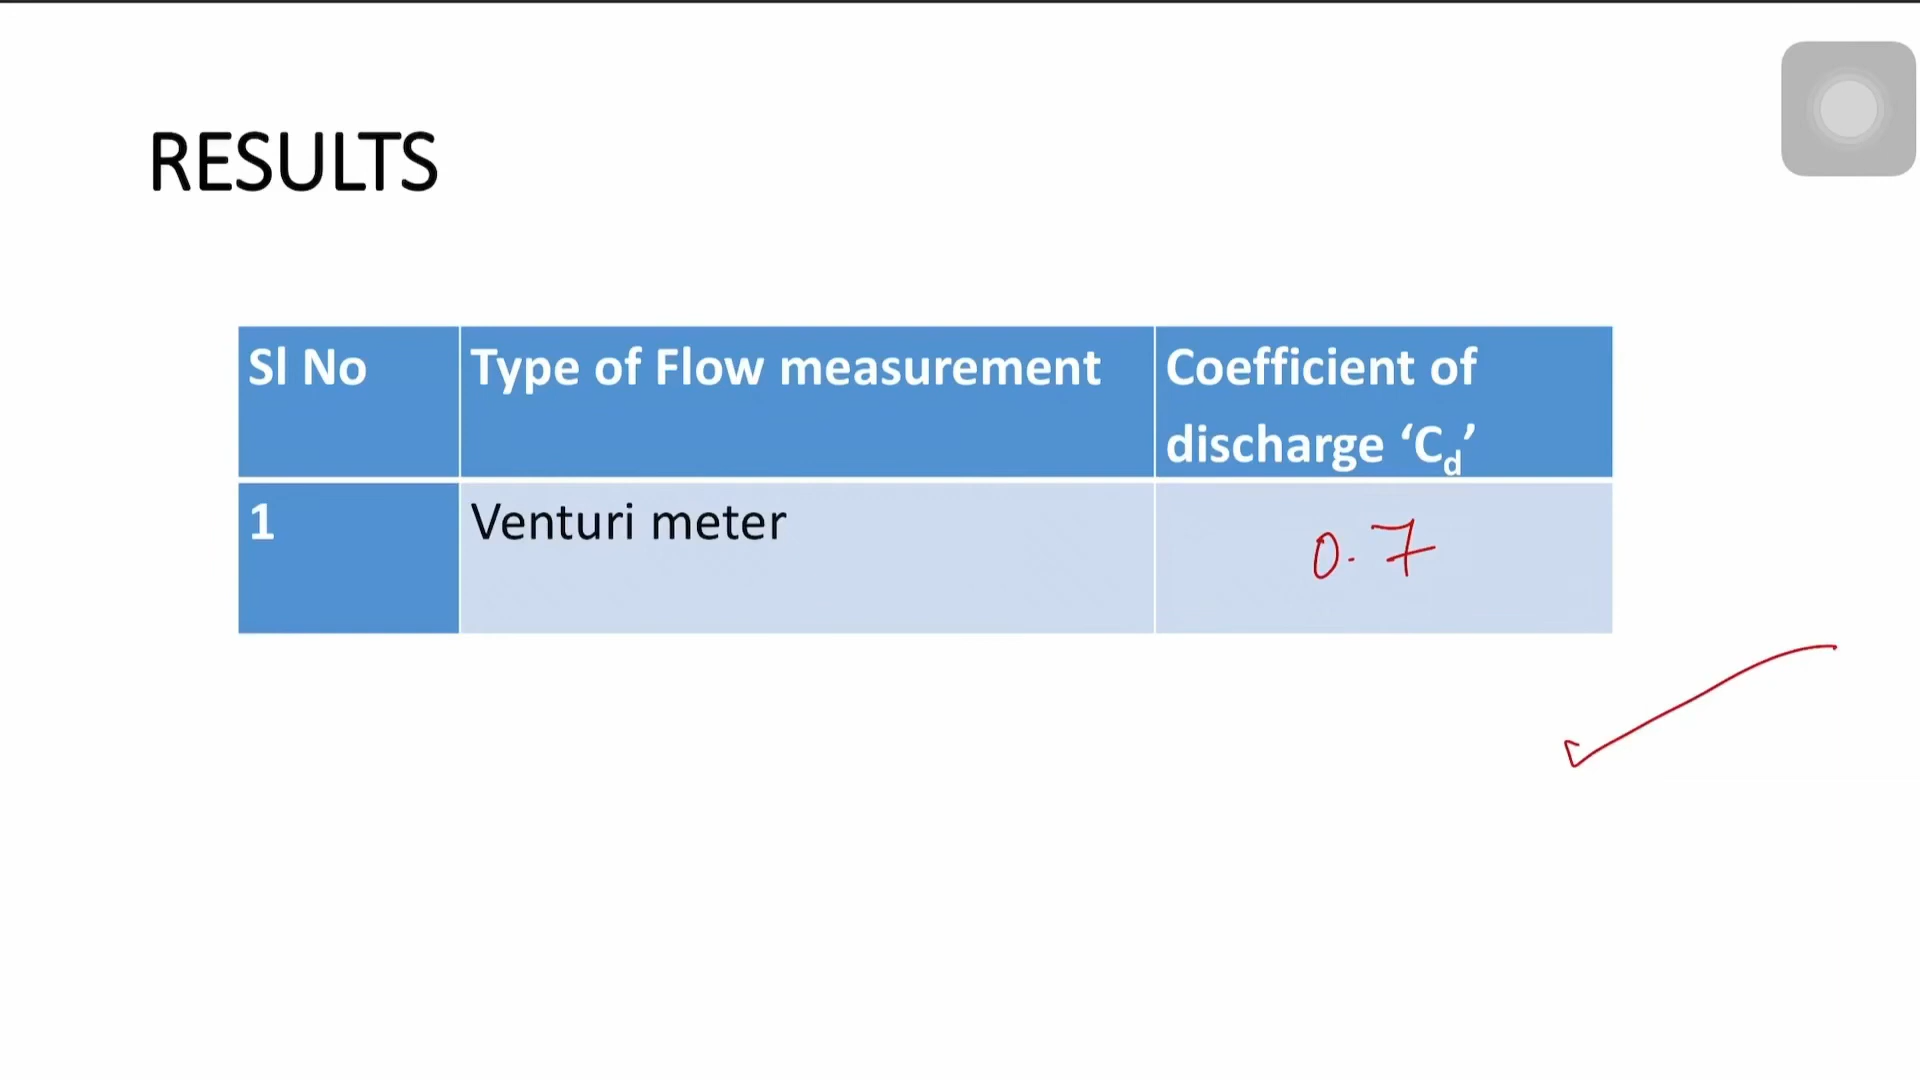 RESULTS
Sl No
Type of Flow measurement
Coefficient of
discharge ‘Cd’
1
Venturi meter
0.7